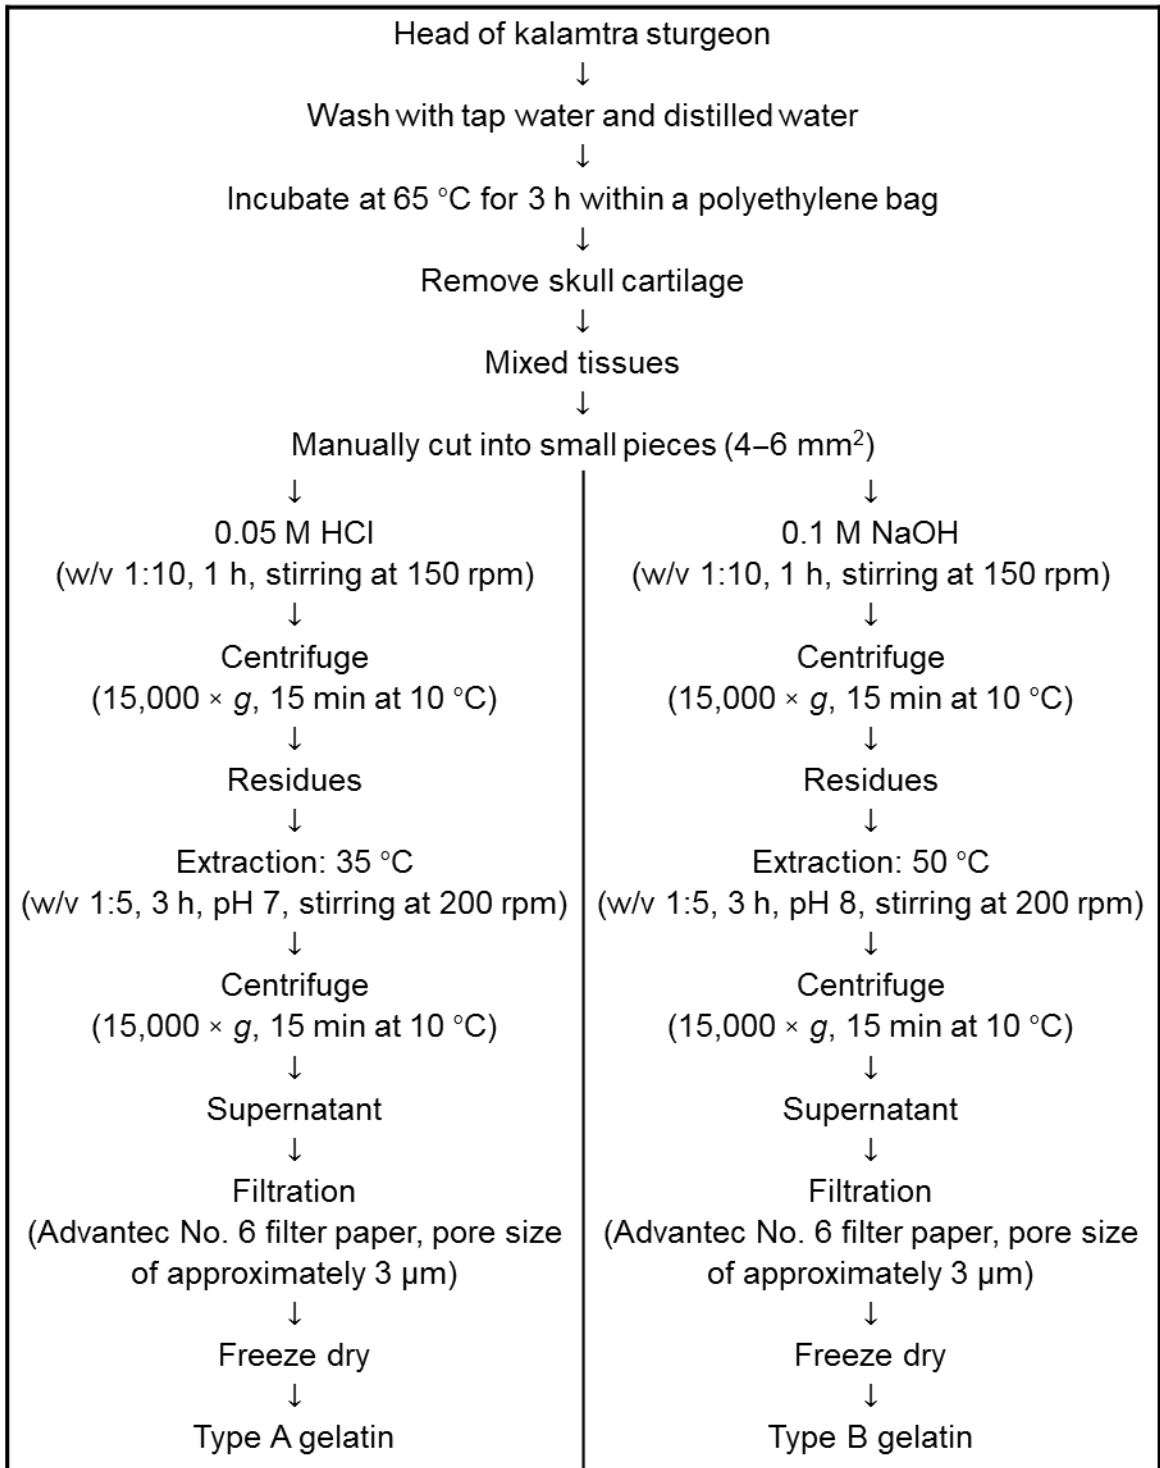 Head of kalamtra sturgeon
↓
Wash with tap water and distilled water
↓
Incubate at 65 °C for 3 h within a polyethylene bag
↓
Remove skull cartilage
↓
Mixed tissues
↓
Manually cut into small pieces (4–6 mm²)
↓
0.05 M HCl
(w/v 1:10, 1 h, stirring at 150 rpm)
↓
Centrifuge
(15,000 × g, 15 min at 10 °C)
↓
Residues
↓
Extraction: 35 °C
(w/v 1:5, 3 h, pH 7, stirring at 200 rpm)
↓
Centrifuge
(15,000 × g, 15 min at 10 °C)
↓
Supernatant
↓
Filtration
(Advantec No. 6 filter paper, pore size
of approximately 3 μm)
↓
Freeze dry
↓
Type A gelatin
↓
0.1 M NaOH
(w/v 1:10, 1 h, stirring at 150 rpm)
↓
Centrifuge
(15,000 × g, 15 min at 10 °C)
↓
Residues
↓
Extraction: 50 °C
(w/v 1:5, 3 h, pH 8, stirring at 200 rpm)
↓
Centrifuge
(15,000 × g, 15 min at 10 °C)
↓
Supernatant
↓
Filtration
(Advantec No. 6 filter paper, pore size
of approximately 3 μm)
↓
Freeze dry
↓
Type B gelatin